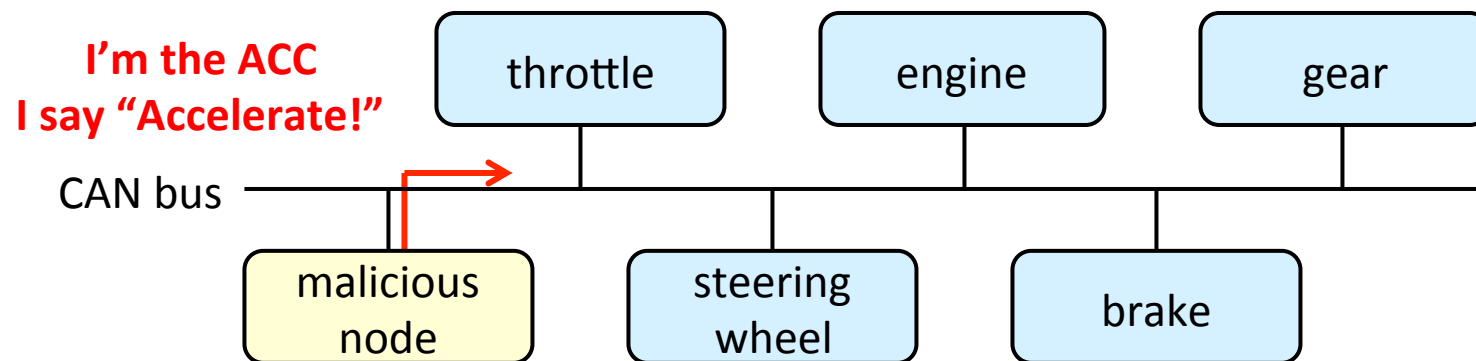 I’m the ACC
I say “Accelerate!”
throttle
engine
gear
CAN bus
malicious
node
steering
wheel
brake